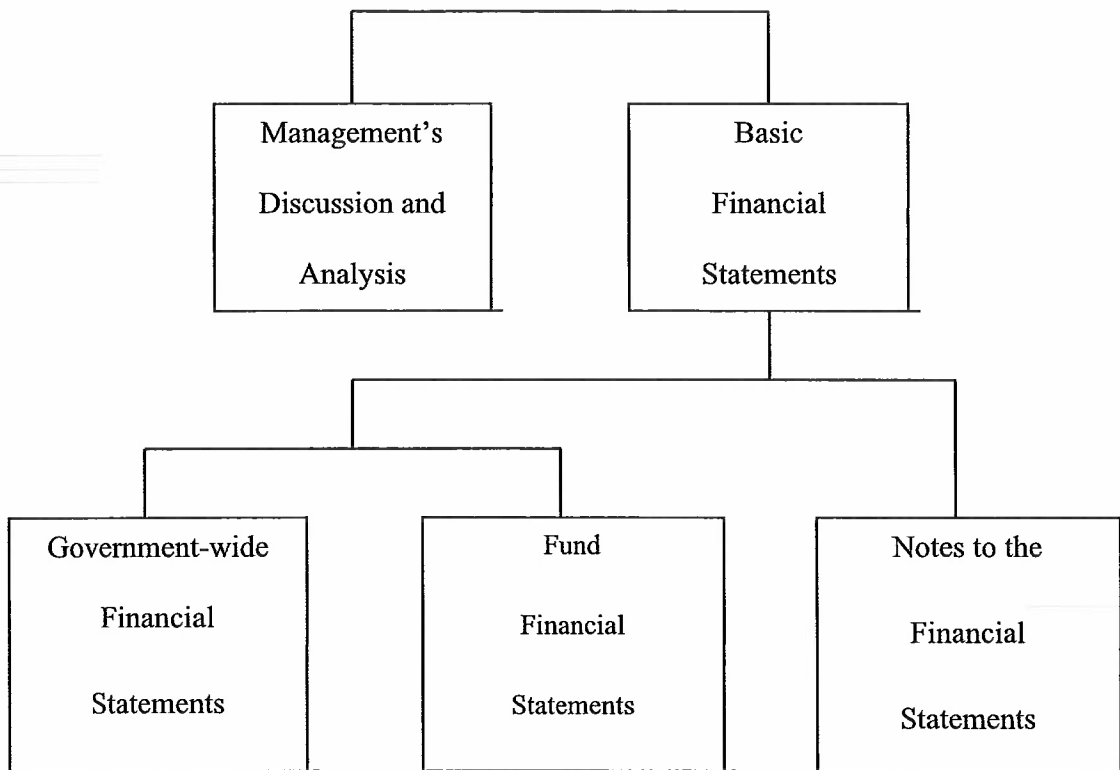 Management's
Discussion and
Analysis
Basic
Financial
Statements
Government-wide
Financial
Statements
Fund
Financial
Statements
Notes to the
Financial
Statements